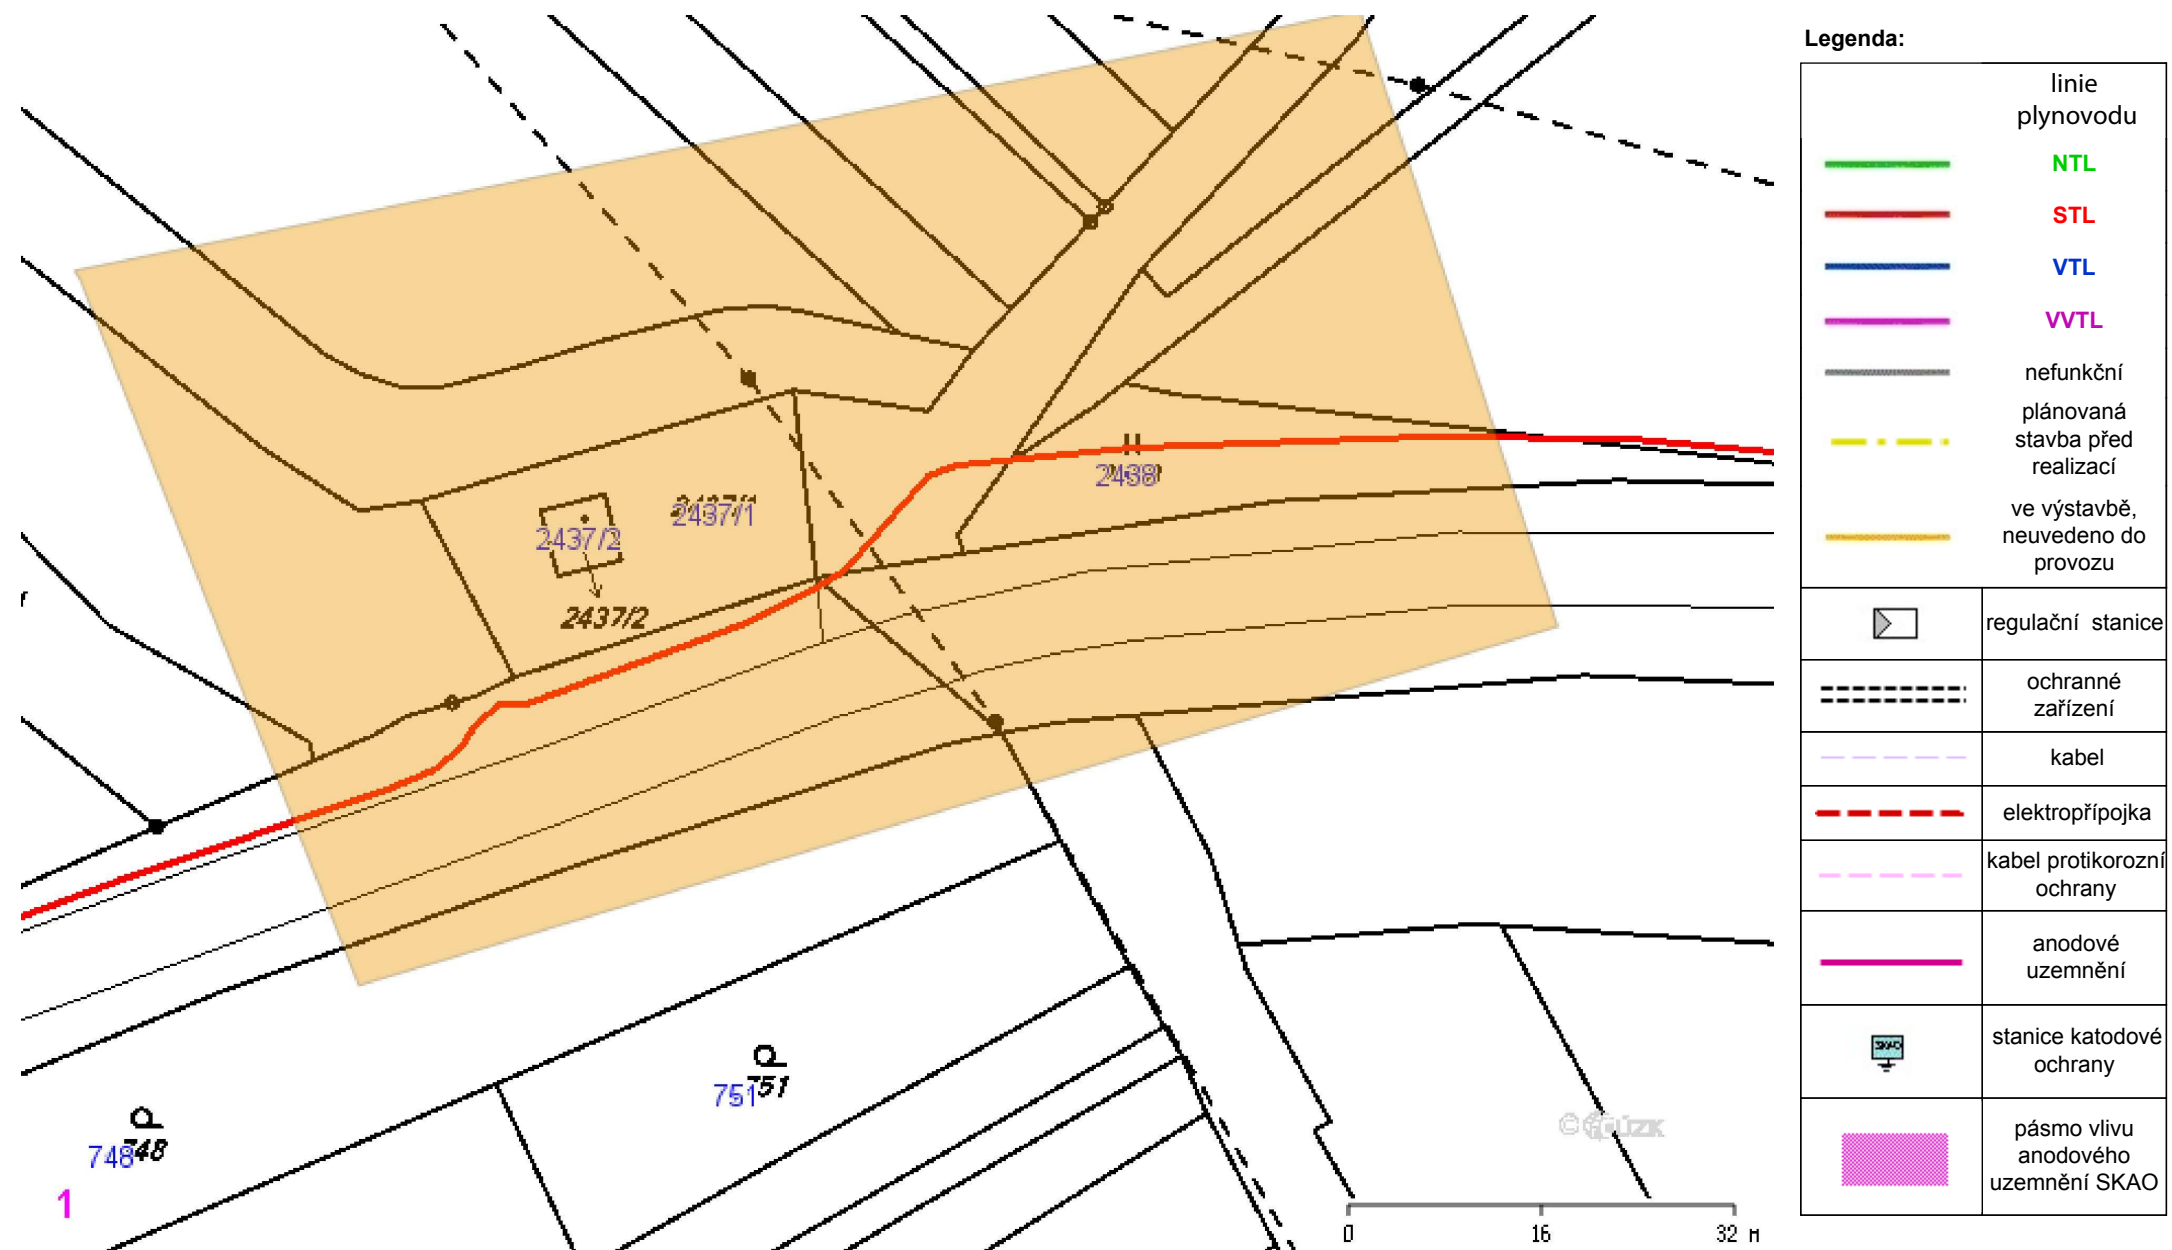 2438
2437/1
2437/2
2437/2
751
751
748
748
1
0 16 32 м
Legenda:
linie
plynovodu
NTL
STL
VTL
VVTL
nefunkční
plánovaná
stavba před
realizací
ve výstavbě,
neuvedeno do
provozu
regulační stanice
ochranné
zařízení
kabel
elektropřípojka
kabel protikorozní
ochrany
anodové
uzemnění
SKAO
stanice katodové
ochrany
pásmo vlivu
anodového
uzemnění SKAO